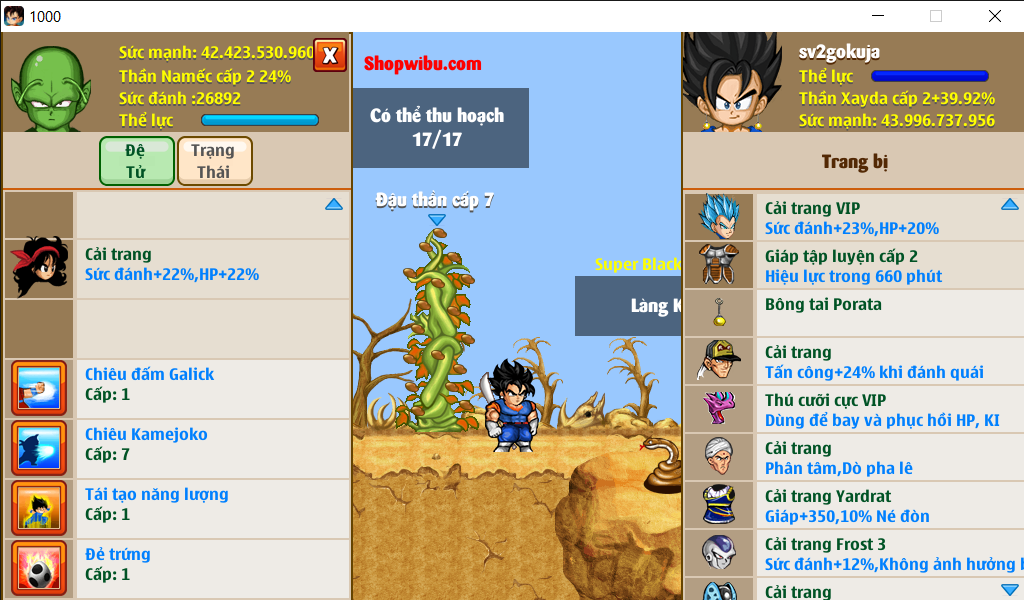 1000
Sức mạnh: 42.423.530.960
X
Thần Namếc cấp 2 24%
Sức đánh :26892
Thể lực
Đệ
Tử
Trạng
Thái
Cải trang
Sức đánh+22%,HP+22%
Chiêu đấm Galick
Cấp: 1
Chiêu Kamejoko
Cấp: 7
Tái tạo năng lượng
Cấp: 1
Đẻ trứng
Cấp: 1
Shopwibu.com
Có thể thu hoạch
17/17
Đậu thần cấp 7
Super Black
Làng K
sv2gokuja
Thể lực
Thần Xayda cấp 2+39.92%
Sức mạnh: 43.996.737.956
Trang bị
Cải trang VIP
Sức đánh+23%,HP+20%
Giáp tập luyện cấp 2
Hiệu lực trong 660 phút
Bông tai Porata
Cải trang
Tấn công+24% khi đánh quái
Thú cưỡi cực VIP
Dùng để bay và phục hồi HP, KI
Cải trang
Phân tâm,Dò pha lê
Cải trang Yardrat
Giáp+350,10% Né đòn
Cải trang Frost 3
Sức đánh+12%,Không ảnh hưởng b
Cải trang